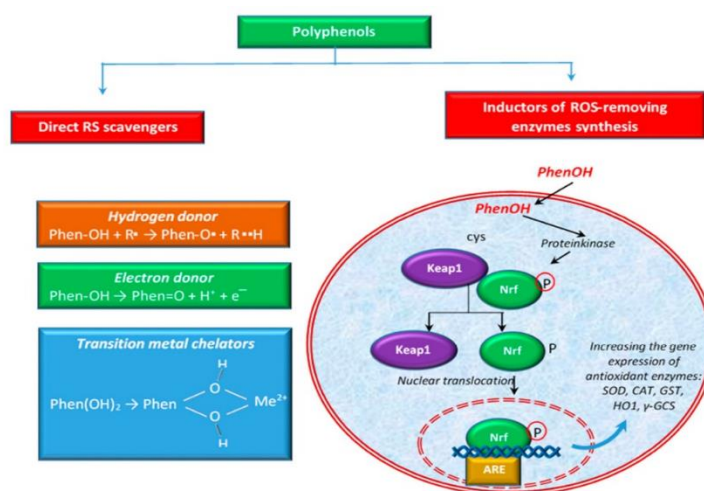 Polyphenols
Direct RS scavengers
Inductors of ROS-removing
enzymes synthesis
Hydrogen donor
Phen-OH + R• → Phen-O• + R••H
Electron donor
Phen-OH → Phen=O + H⁺ + e⁻
Transition metal chelators
H
O
Phen(OH)₂ → Phen Me²⁺
O
H
PhenOH
PhenOH
cys
Proteinkinase
Keap1
Nrf P
Keap1
Nrf P
Nuclear translocation
Increasing the gene
expression of
antioxidant enzymes:
SOD, CAT, GST,
HO1, γ-GCS
Nrf P
ARE